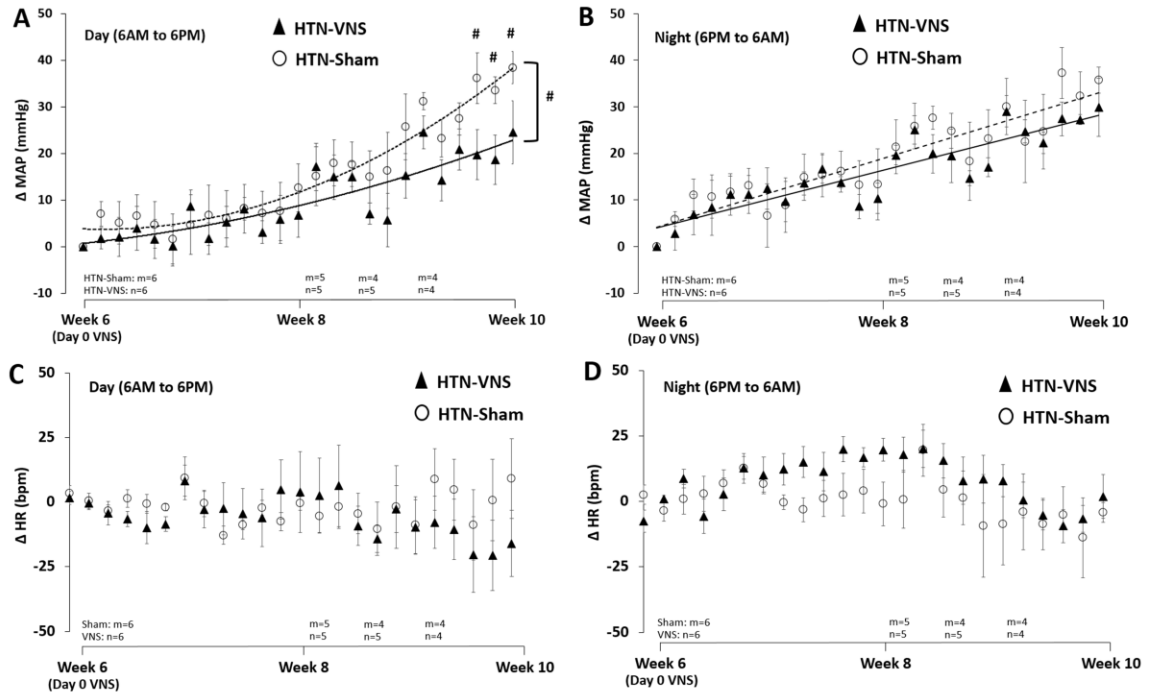 A
Day (6AM to 6PM)
HTN-VNS
HTN-Sham
# # #
#
Δ MAP (mmHg)
50
40
30
20
10
0
-10
HTN-Sham: m=6 m=5 m=4 m=4
HTN-VNS: n=6 n=5 n=5 n=4
Week 6 Week 8 Week 10
(Day 0 VNS)
B
Night (6PM to 6AM)
HTN-VNS
HTN-Sham
Δ MAP (mmHg)
50
40
30
20
10
0
-10
HTN-Sham: m=6 m=5 m=4 m=4
HTN-VNS: n=6 n=5 n=5 n=4
Week 6 Week 8 Week 10
(Day 0 VNS)
C
Day (6AM to 6PM)
HTN-VNS
HTN-Sham
Δ HR (bpm)
50
25
0
-25
-50
Sham: m=6 m=5 m=4 m=4
VNS: n=6 n=5 n=5 n=4
Week 6 Week 8 Week 10
(Day 0 VNS)
D
Night (6PM to 6AM)
HTN-VNS
HTN-Sham
Δ HR (bpm)
50
25
0
-25
-50
Sham: m=6 m=5 m=4 m=4
VNS: n=6 n=5 n=5 n=4
Week 6 Week 8 Week 10
(Day 0 VNS)